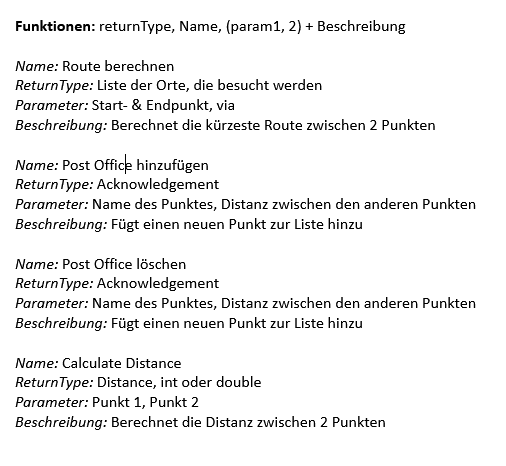 Funktionen: returnType, Name, (param1, 2) + Beschreibung
Name: Route berechnen
ReturnType: Liste der Orte, die besucht werden
Parameter: Start- & Endpunkt, via
Beschreibung: Berechnet die kürzeste Route zwischen 2 Punkten
Name: Post Office hinzufügen
ReturnType: Acknowledgement
Parameter: Name des Punktes, Distanz zwischen den anderen Punkten
Beschreibung: Fügt einen neuen Punkt zur Liste hinzu
Name: Post Office löschen
ReturnType: Acknowledgement
Parameter: Name des Punktes, Distanz zwischen den anderen Punkten
Beschreibung: Fügt einen neuen Punkt zur Liste hinzu
Name: Calculate Distance
ReturnType: Distance, int oder double
Parameter: Punkt 1, Punkt 2
Beschreibung: Berechnet die Distanz zwischen 2 Punkten